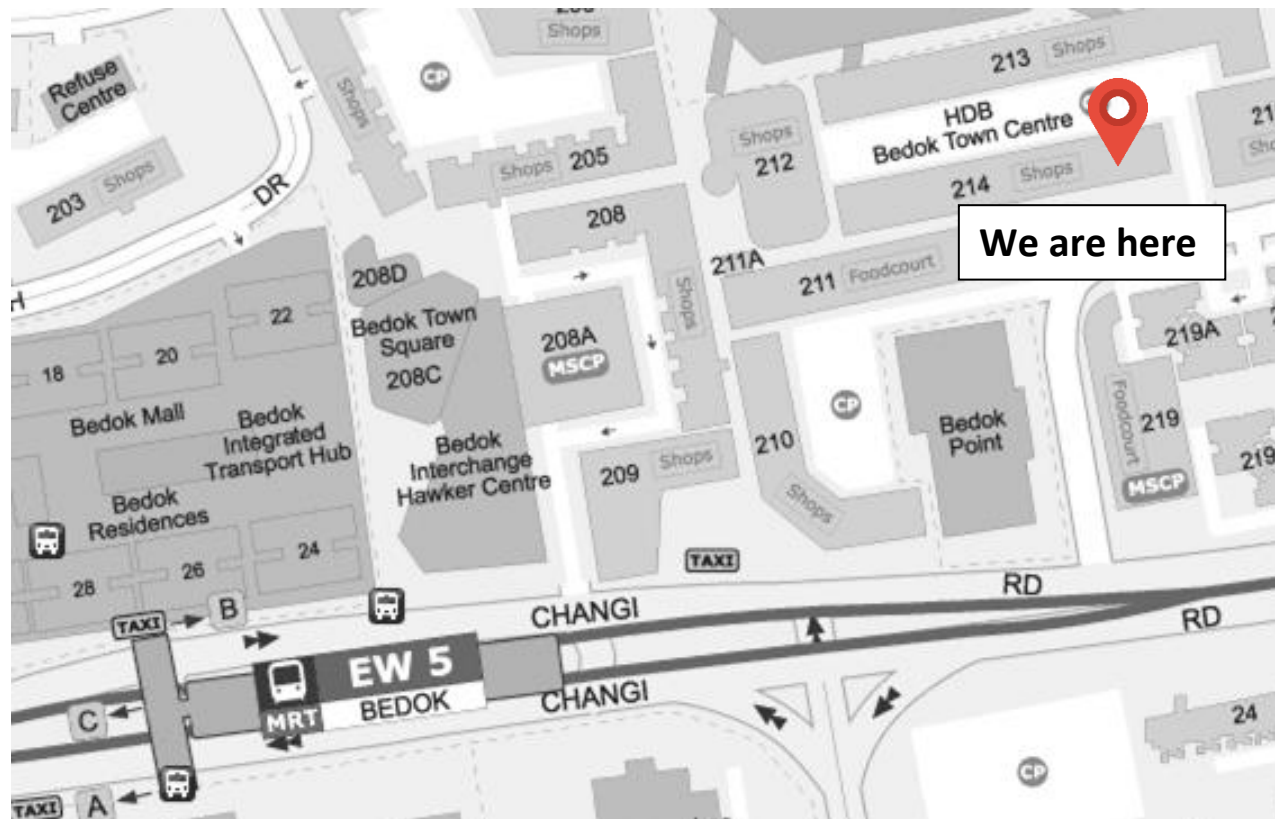 Shops
CP
213 Shops
Refuse
Centre
Shops
HDB
Bedok Town Centre
Shops
212
Shops 205
203 Shops
DR
214 Shops
208
We are here
211A
211 Foodcourt
208D
Shops
22
Bedok Town
Square
208C
208A
MSCP
219A
18
20
CP
Foodcourt
219
Bedok Mall
Bedok
Integrated
Transport Hub
Bedok
Interchange
Hawker Centre
210
Bedok
Point
209 Shops
219
MSCP
Shops
Bedok
Residences
24
28
26
TAXI
TAXI
B
CHANGI
RD
RD
EW 5
MRT
BEDOK
CHANGI
C
24
CP
TAXI
A